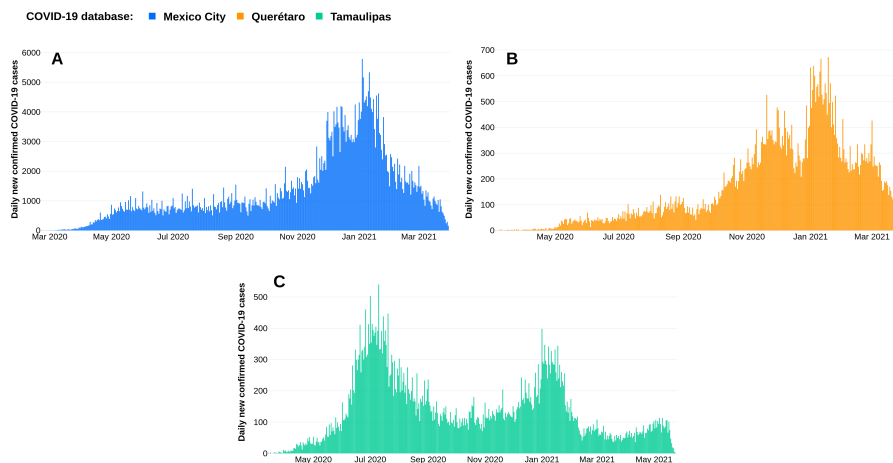 COVID-19 database: Mexico City Querétaro Tamaulipas
A
Daily new confirmed COVID-19 cases
6000
5000
4000
3000
2000
1000
0
Mar 2020 May 2020 Jul 2020 Sep 2020 Nov 2020 Jan 2021 Mar 2021
B
Daily new confirmed COVID-19 cases
700
600
500
400
300
200
100
0
May 2020 Jul 2020 Sep 2020 Nov 2020 Jan 2021 Mar 2021
C
Daily new confirmed COVID-19 cases
500
400
300
200
100
0
May 2020 Jul 2020 Sep 2020 Nov 2020 Jan 2021 Mar 2021 May 2021